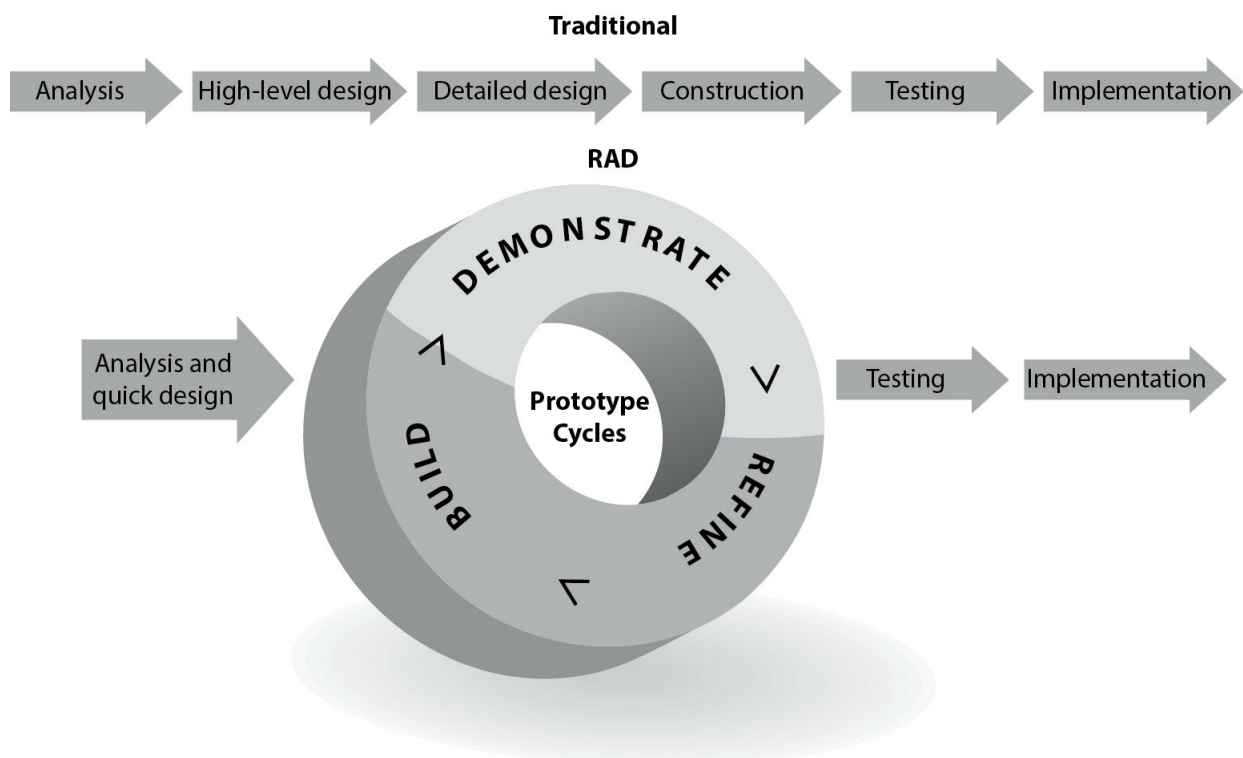 Traditional
Analysis
High-level design
Detailed design
Construction
Testing
Implementation
RAD
DEMONSTRATE
Analysis and
quick design
Prototype
Cycles
BUILD
REFINE
Testing
Implementation